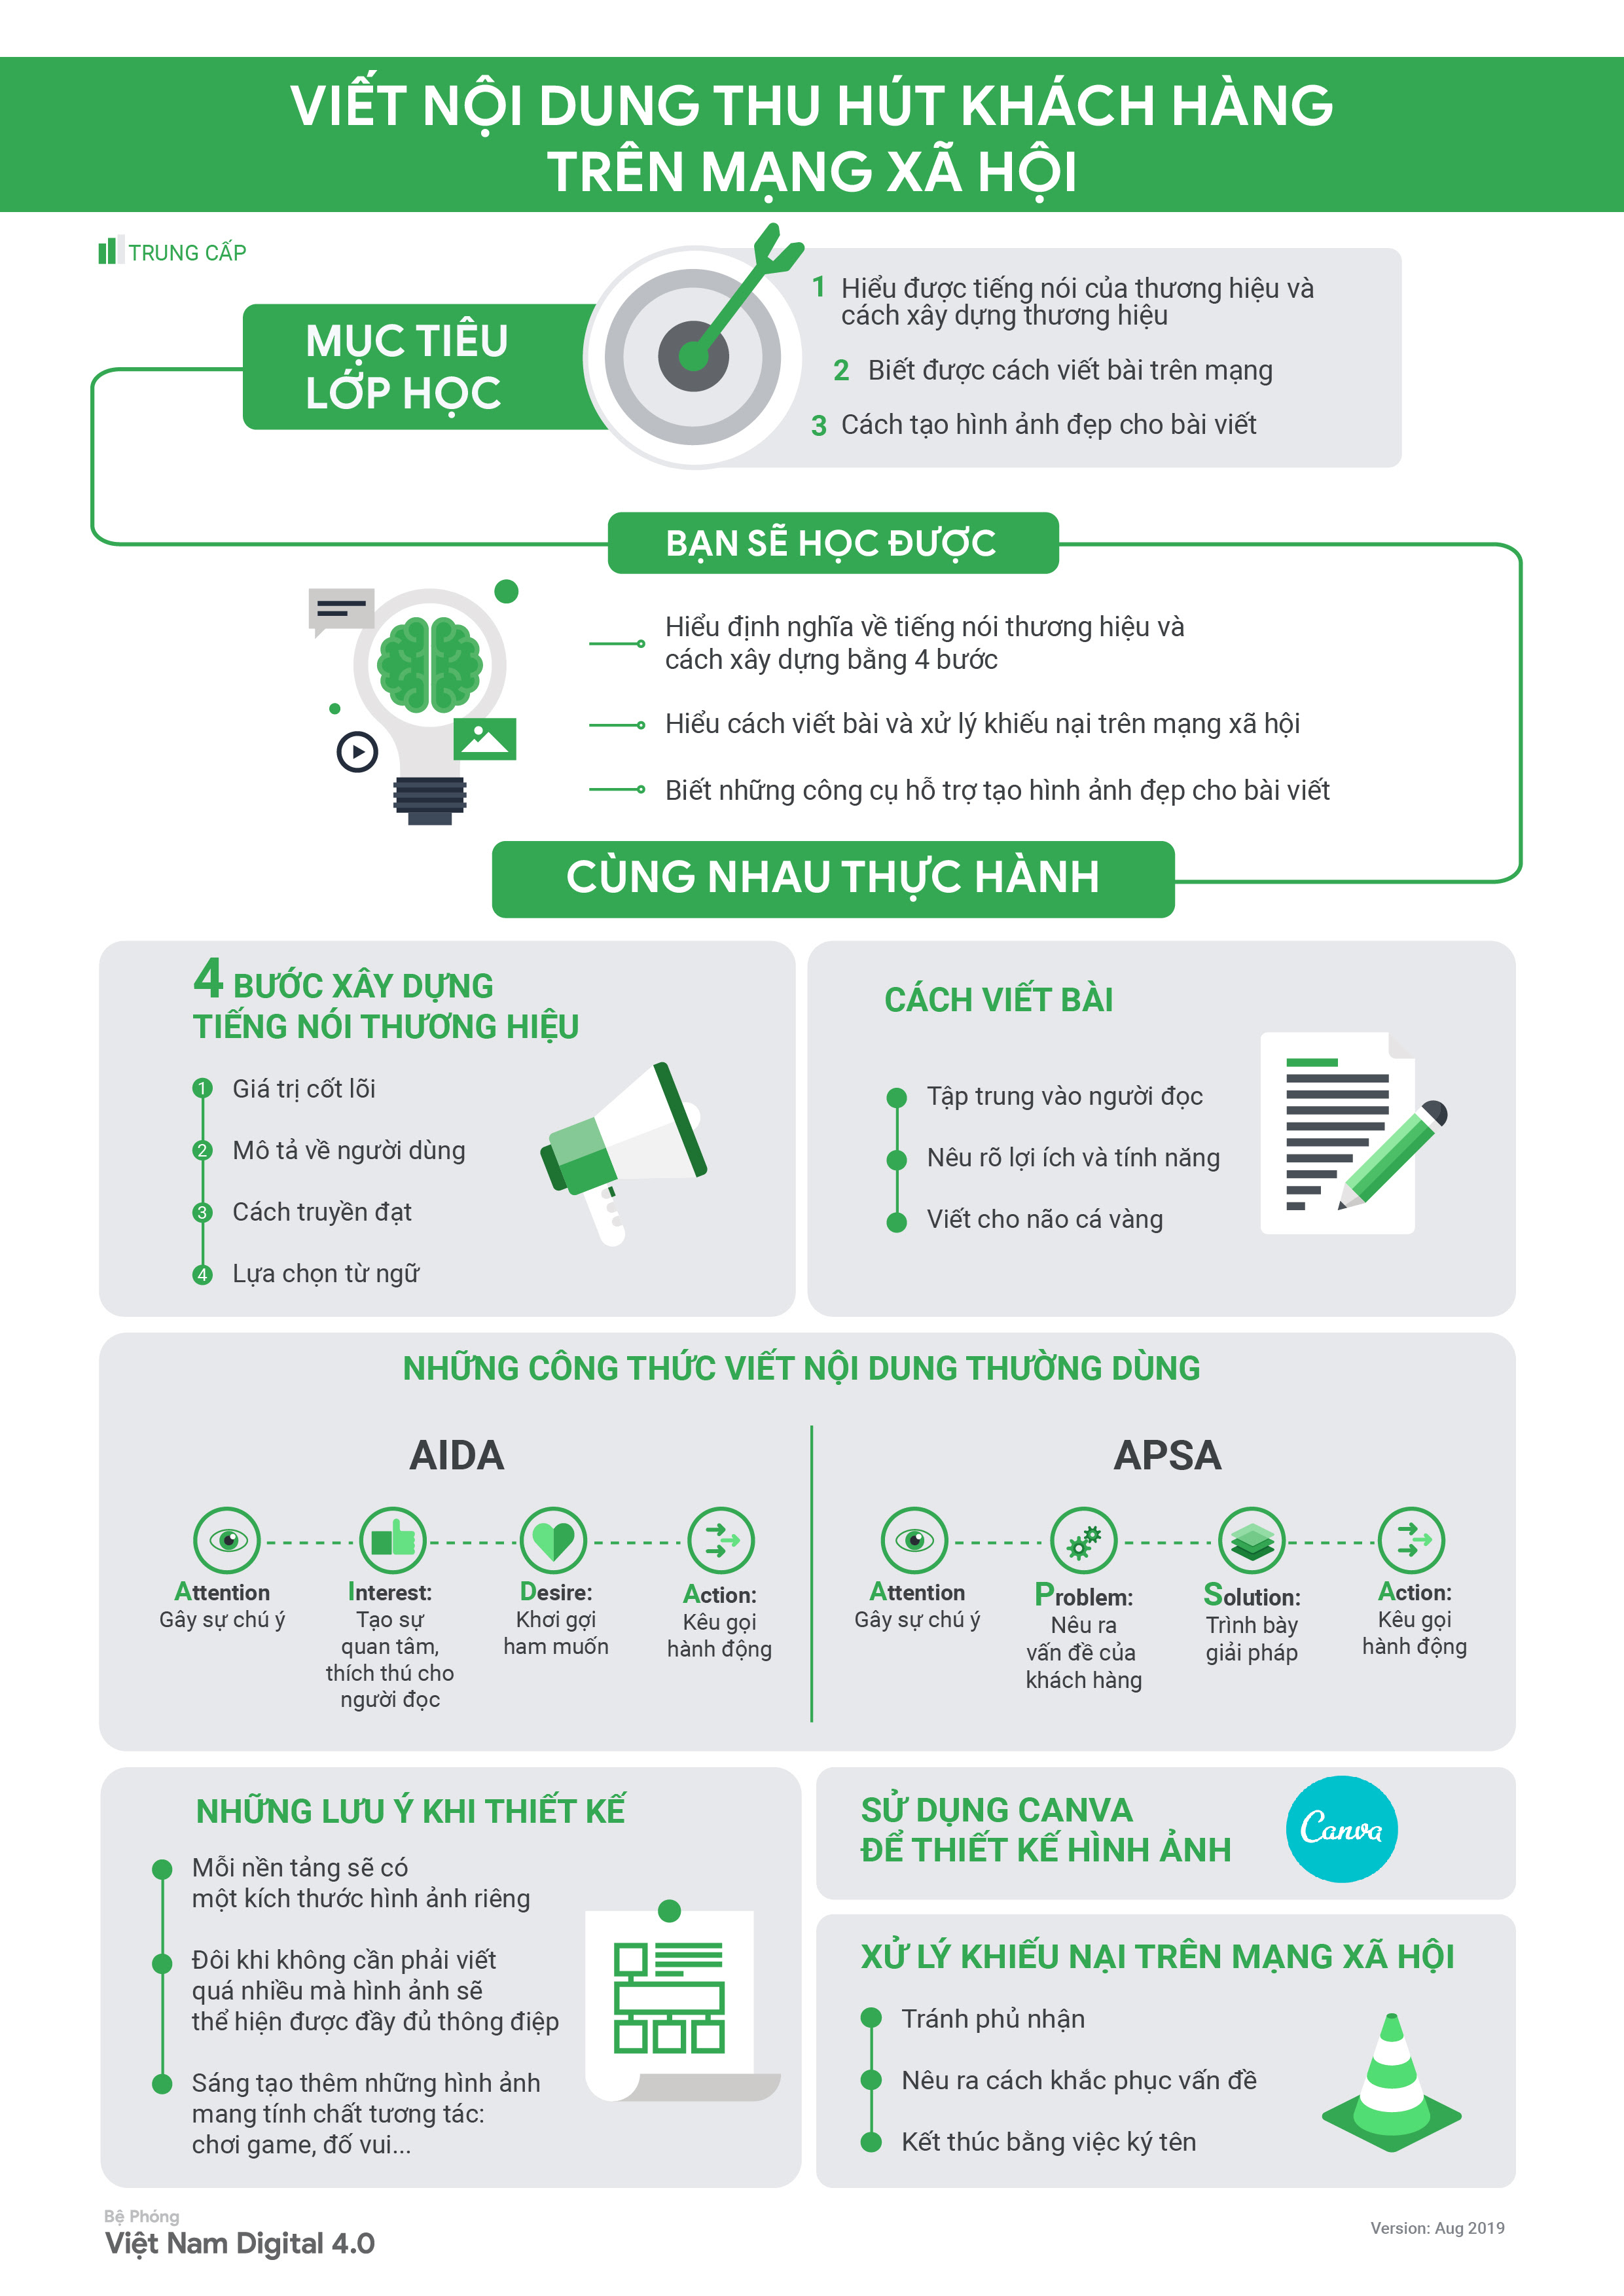 VIẾT NỘI DUNG THU HÚT KHÁCH HÀNG
TRÊN MẠNG XÃ HỘI
TRUNG CẤP
MỤC TIÊU
LỚP HỌC
1 Hiểu được tiếng nói của thương hiệu và
cách xây dựng thương hiệu
2 Biết được cách viết bài trên mạng
3 Cách tạo hình ảnh đẹp cho bài viết
BẠN SẼ HỌC ĐƯỢC
Hiểu định nghĩa về tiếng nói thương hiệu và
cách xây dựng bằng 4 bước
Hiểu cách viết bài và xử lý khiếu nại trên mạng xã hội
Biết những công cụ hỗ trợ tạo hình ảnh đẹp cho bài viết
CÙNG NHAU THỰC HÀNH
4 BƯỚC XÂY DỰNG
TIẾNG NÓI THƯƠNG HIỆU
1 Giá trị cốt lõi
2 Mô tả về người dùng
3 Cách truyền đạt
4 Lựa chọn từ ngữ
CÁCH VIẾT BÀI
Tập trung vào người đọc
Nêu rõ lợi ích và tính năng
Viết cho não cá vàng
NHỮNG CÔNG THỨC VIẾT NỘI DUNG THƯỜNG DÙNG
AIDA
Attention
Gây sự chú ý
Interest:
Tạo sự
quan tâm,
thích thú cho
người đọc
Desire:
Khơi gợi
ham muốn
Action:
Kêu gọi
hành động
APSA
Attention
Gây sự chú ý
Problem:
Nêu ra
vấn đề của
khách hàng
Solution:
Trình bày
giải pháp
Action:
Kêu gọi
hành động
NHỮNG LƯU Ý KHI THIẾT KẾ
Mỗi nền tảng sẽ có
một kích thước hình ảnh riêng
Đôi khi không cần phải viết
quá nhiều mà hình ảnh sẽ
thể hiện được đầy đủ thông điệp
Sáng tạo thêm những hình ảnh
mang tính chất tương tác:
chơi game, đố vui...
SỬ DỤNG CANVA
ĐỂ THIẾT KẾ HÌNH ẢNH
Canva
XỬ LÝ KHIẾU NẠI TRÊN MẠNG XÃ HỘI
Tránh phủ nhận
Nêu ra cách khắc phục vấn đề
Kết thúc bằng việc ký tên
Bệ Phóng
Việt Nam Digital 4.0
Version: Aug 2019